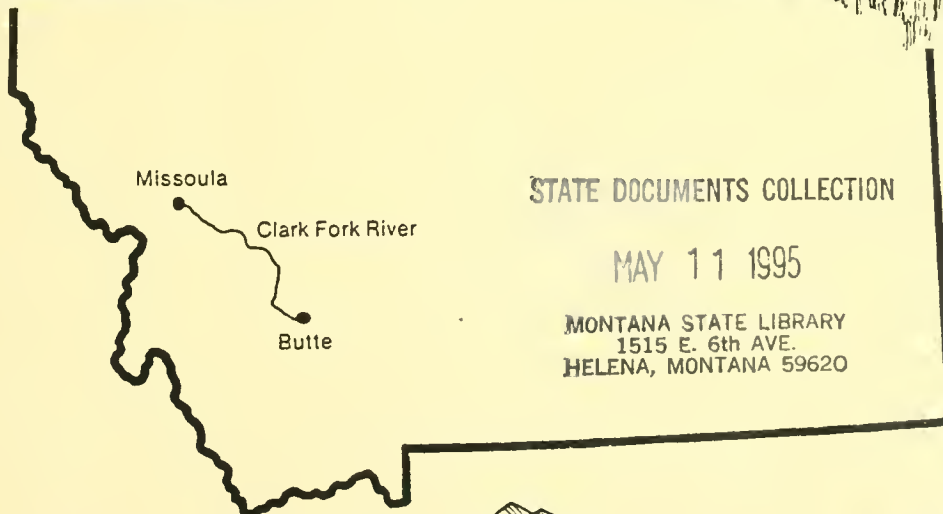 Missoula
Clark Fork River
Butte
STATE DOCUMENTS COLLECTION
MAY 11 1995
MONTANA STATE LIBRARY
1515 E. 6th AVE.
HELENA, MONTANA 59620